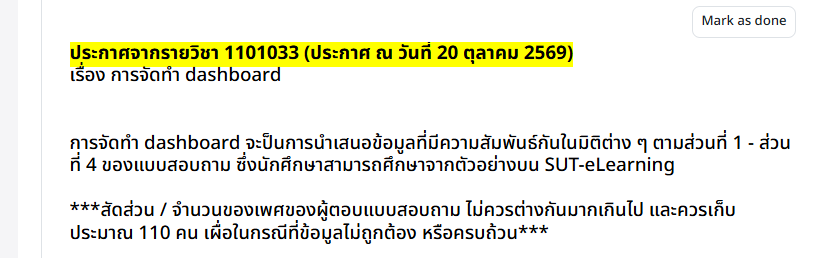 Mark as done
ประกาศจากรายวิชา 1101033 (ประกาศ ณ วันที่ 20 ตุลาคม 2569)
เรื่อง การจัดทำ dashboard
การจัดทำ dashboard จะป็นการนำเสนอข้อมูลที่มีความสัมพันธ์กันในมิติต่าง ๆ ตามส่วนที่ 1 - ส่วน
ที่ 4 ของแบบสอบถาม ซึ่งนักศึกษาสามารถศึกษาจากตัวอย่างบน SUT-eLearning
***สัดส่วน / จำนวนของเพศของผู้ตอบแบบสอบถาม ไม่ควรต่างกันมากเกินไป และควรเก็บ
ประมาณ 110 คน เผื่อในกรณีที่ข้อมูลไม่ถูกต้อง หรือครบถ้วน***